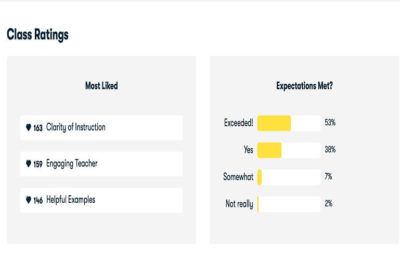 Class Ratings
Most Liked
163 Clarity of Instruction
159 Engaging Teacher
146 Helpful Examples
Expectations Met?
Exceeded! 53%
Yes 38%
Somewhat 7%
Not really 2%